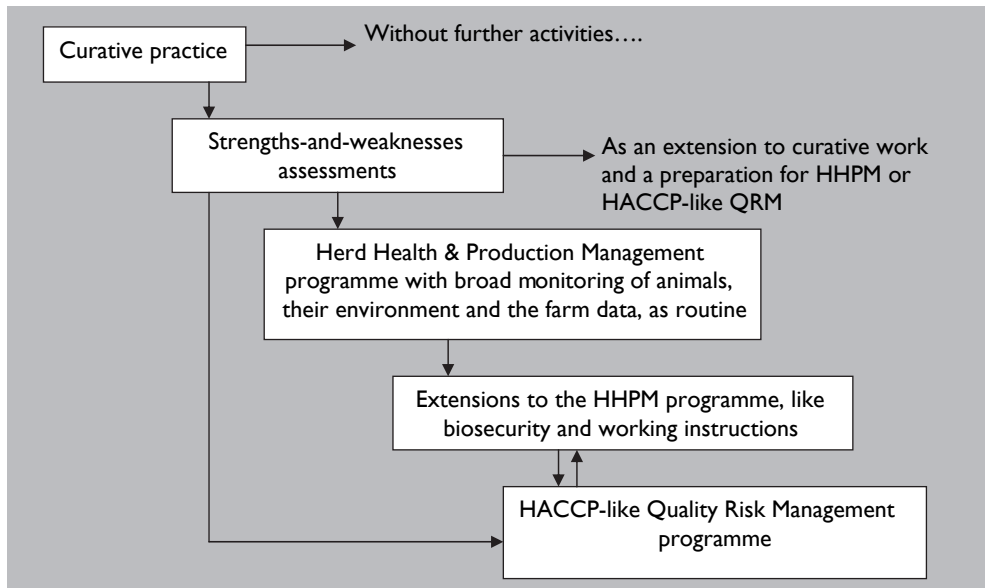 Curative practice
Without further activities....
Strengths-and-weaknesses
assessments
As an extension to curative work
and a preparation for HHPM or
HACCP-like QRM
Herd Health & Production Management
programme with broad monitoring of animals,
their environment and the farm data, as routine
Extensions to the HHPM programme, like
biosecurity and working instructions
HACCP-like Quality Risk Management
programme